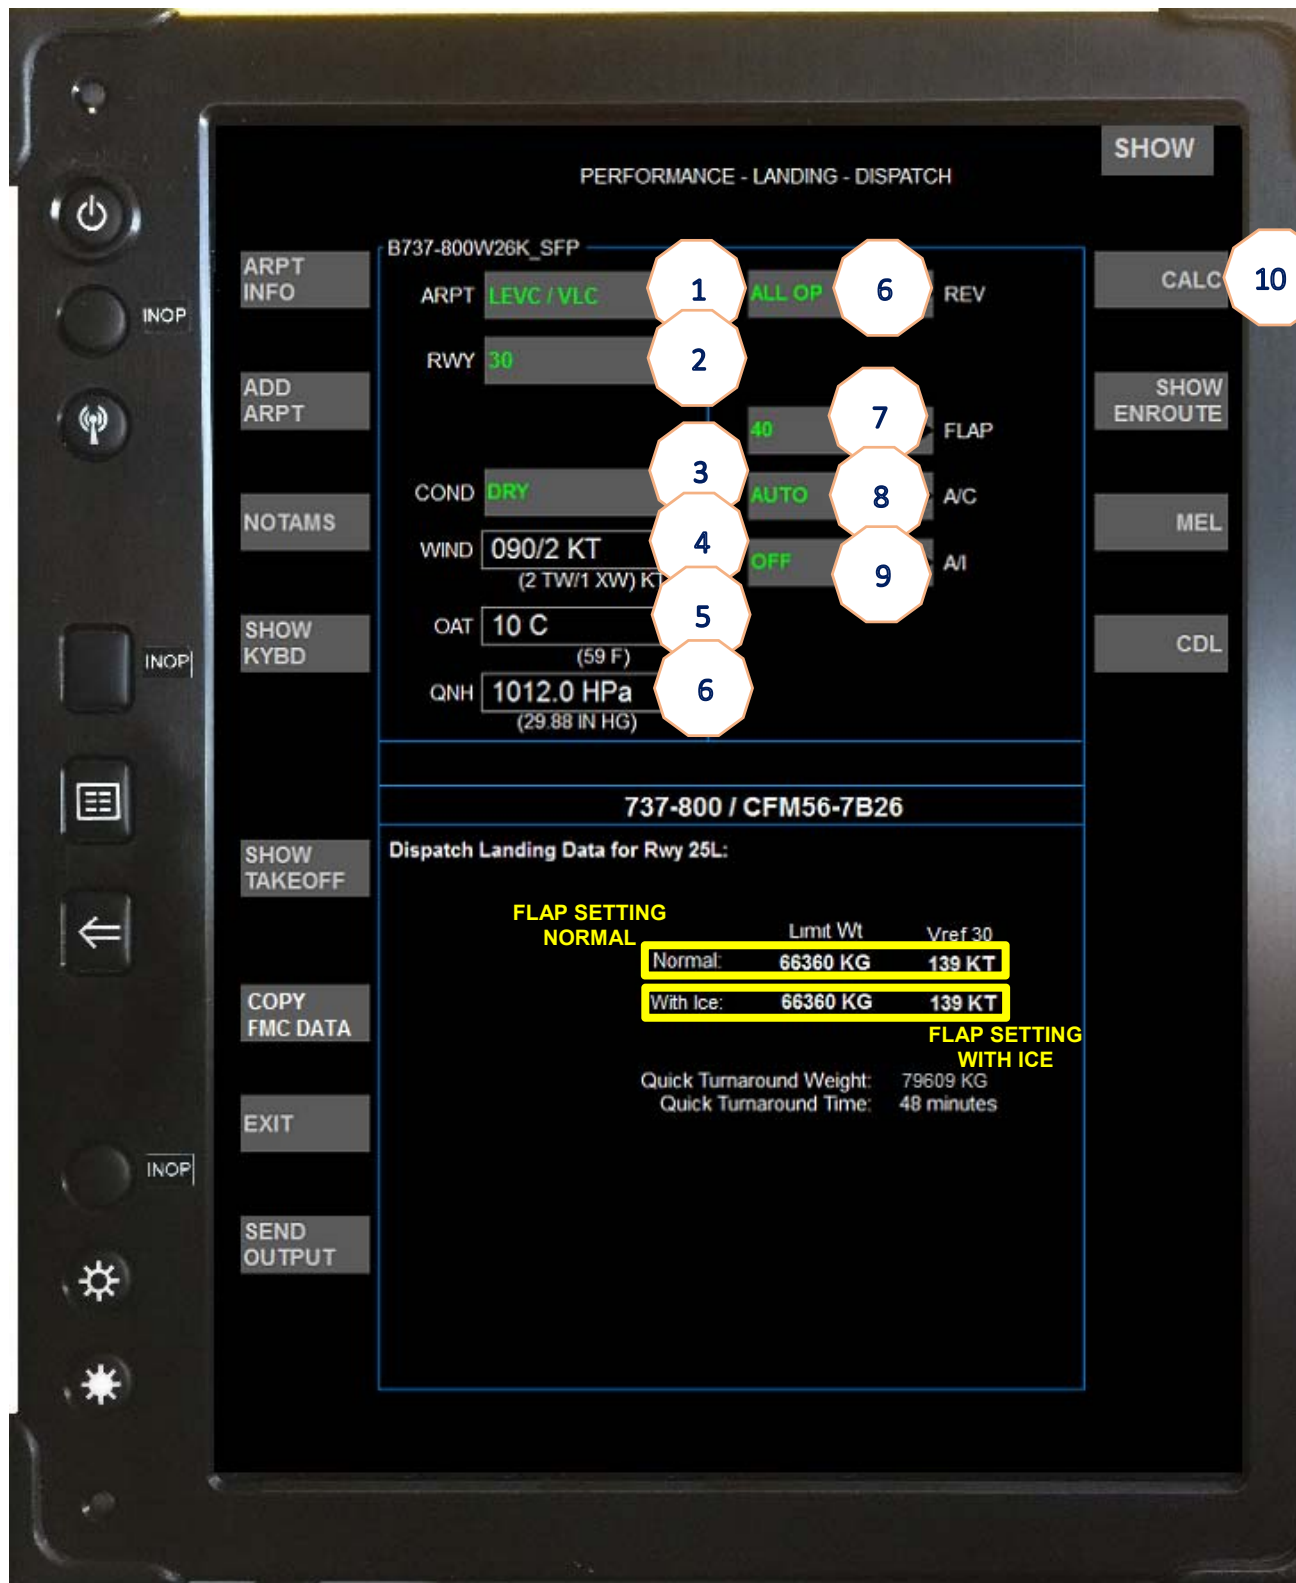 SHOW
PERFORMANCE - LANDING - DISPATCH
B737-800W26K_SFP
ARPT INFO
ARPT LEVC / VLC 1 ALL OP 6 REV
CALC 10
INOP
RWY 30 2
ADD ARPT
40 7 FLAP
SHOW ENROUTE
COND DRY 3 AUTO 8 A/C
NOTAMS
WIND 090/2 KT 4 OFF 9 A/I
(2 TW/1 XW) KT
MEL
SHOW KYBD
OAT 10 C 5
(59 F)
CDL
INOP
QNH 1012.0 HPa 6
(29.88 IN HG)
737-800 / CFM56-7B26
SHOW TAKEOFF
Dispatch Landing Data for Rwy 25L:
FLAP SETTING
NORMAL
Limit Wt Vref 30
Normal: 66360 KG 139 KT
With Ice: 66360 KG 139 KT
COPY
FMC DATA
FLAP SETTING
WITH ICE
Quick Turnaround Weight: 79609 KG
Quick Turnaround Time: 48 minutes
EXIT
INOP
SEND
OUTPUT